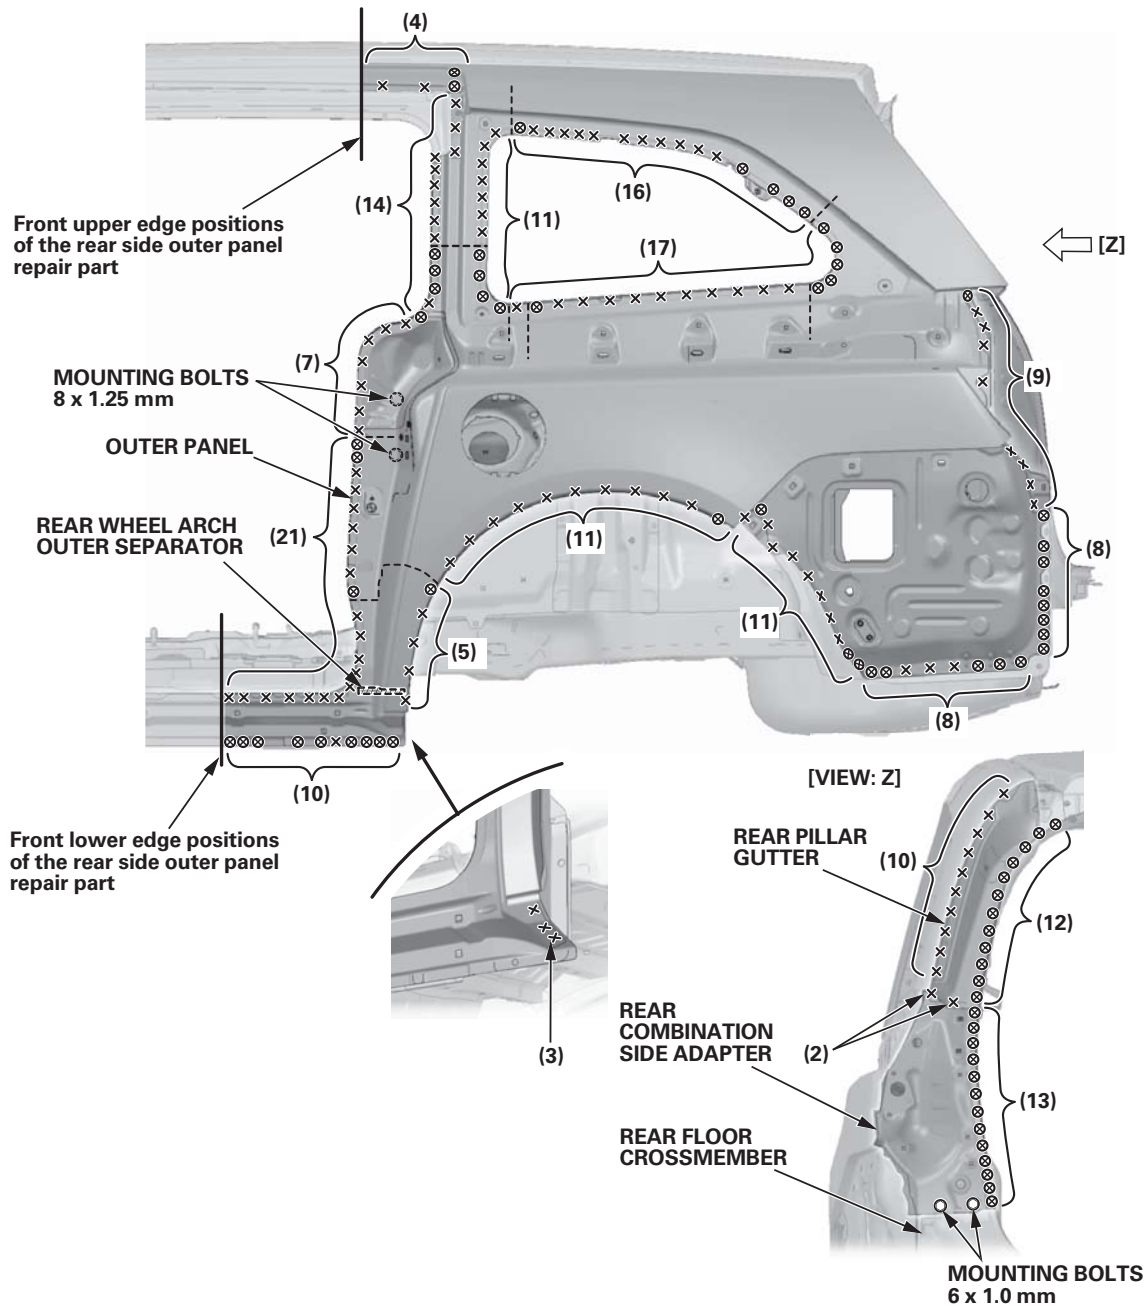 (4)
Front upper edge positions
of the rear side outer panel
repair part
(14)
(11)
(16)
(17)
[Z]
(7)
MOUNTING BOLTS
8 x 1.25 mm
(9)
OUTER PANEL
REAR WHEEL ARCH
OUTER SEPARATOR
(21)
(11)
(8)
(11)
(5)
(8)
(10)
Front lower edge positions
of the rear side outer panel
repair part
(3)
[VIEW: Z]
REAR PILLAR
GUTTER
(10)
(12)
REAR
COMBINATION
SIDE ADAPTER
(2)
(13)
REAR FLOOR
CROSSMEMBER
MOUNTING BOLTS
6 x 1.0 mm